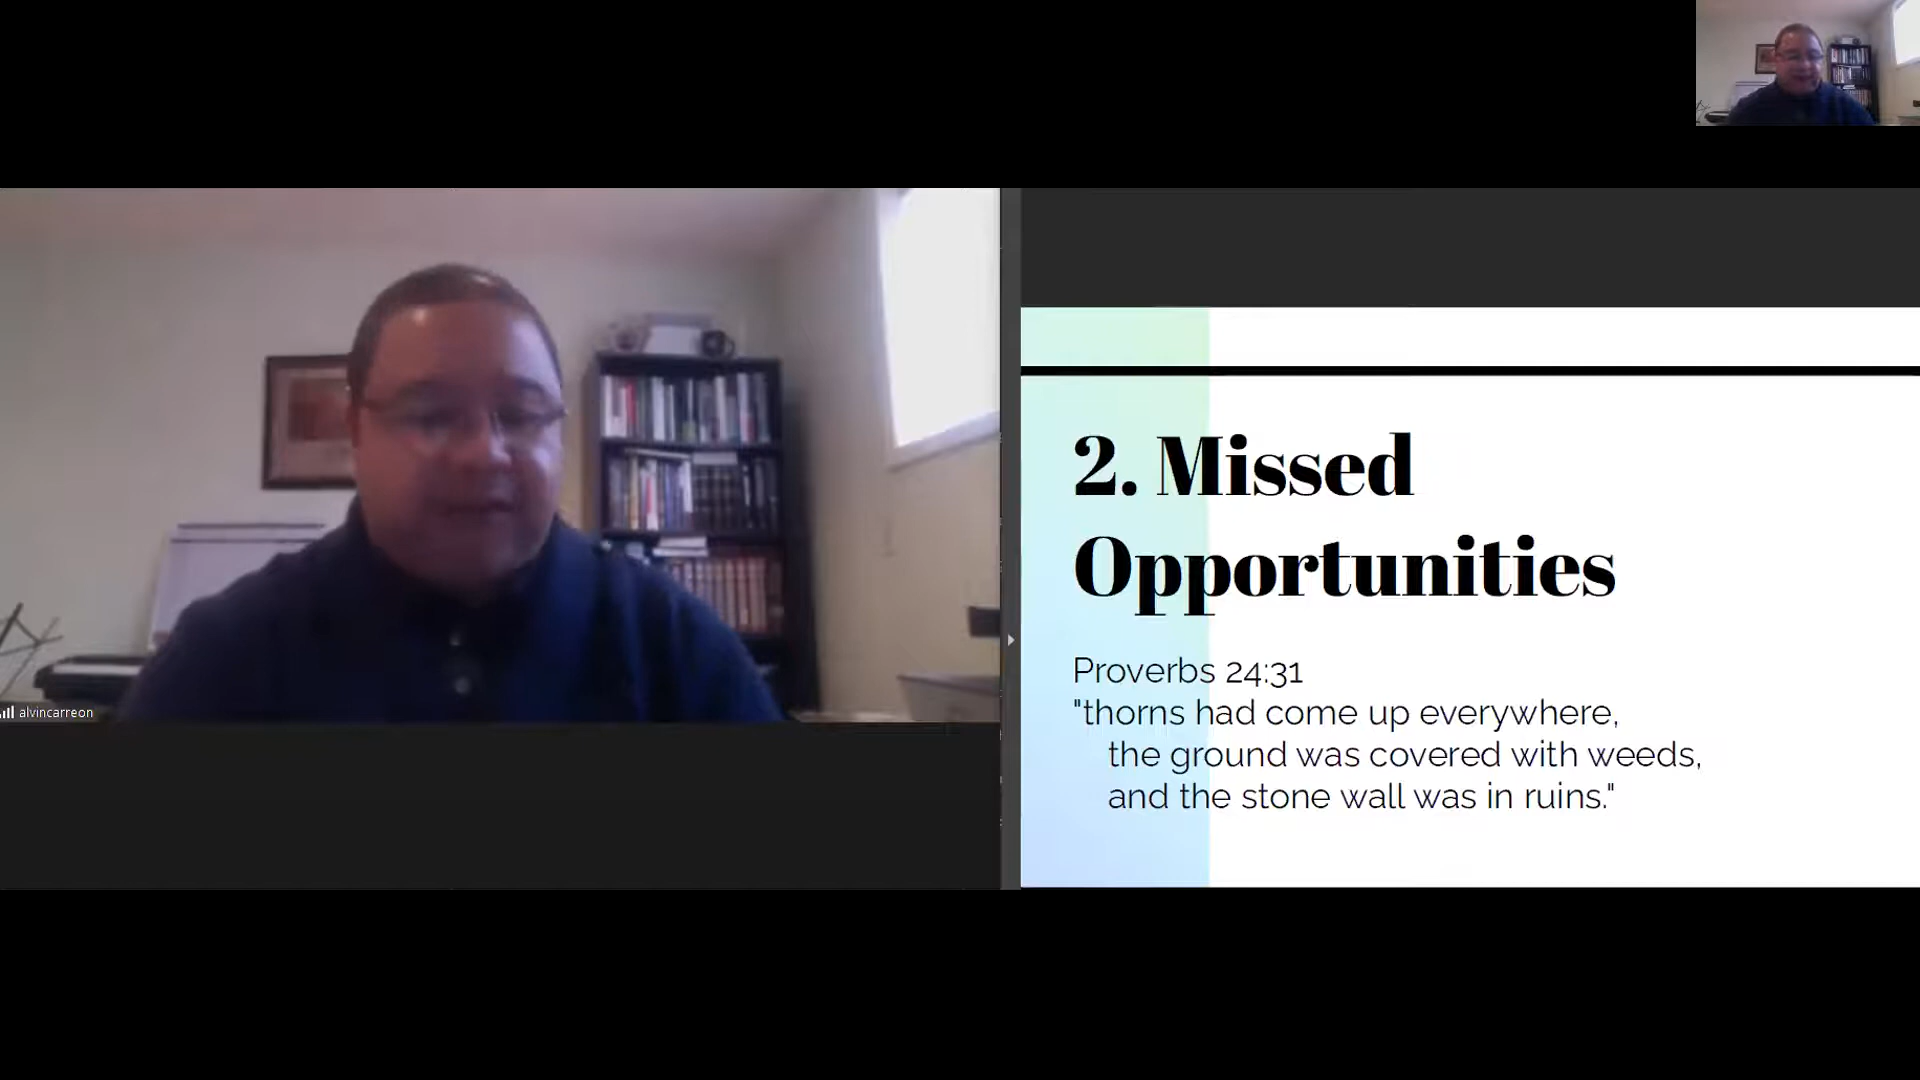 alvincarreon
2. Missed
Opportunities
Proverbs 24:31
"thorns had come up everywhere,
the ground was covered with weeds,
and the stone wall was in ruins."